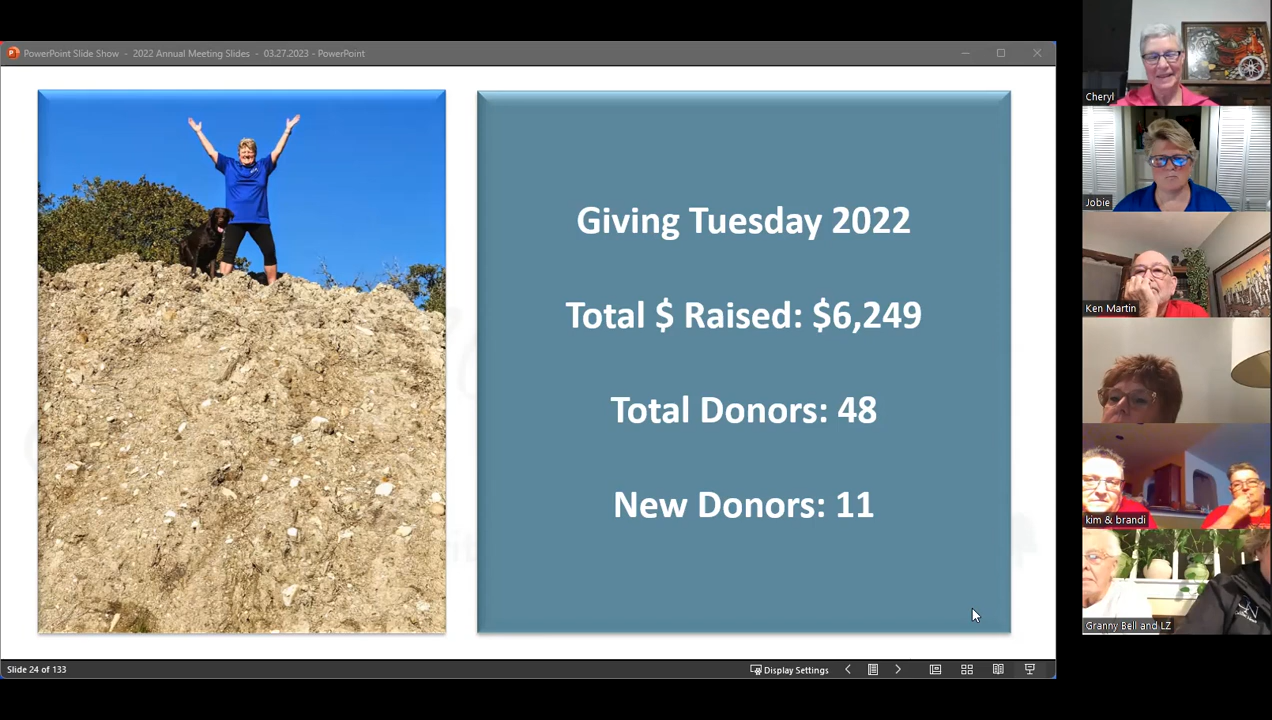 PowerPoint Slide Show - 2022 Annual Meeting Slides - 03.27.2023 - PowerPoint
Giving Tuesday 2022
Total $ Raised: $6,249
Total Donors: 48
New Donors: 11
Slide 24 of 133
Display Settings
Cheryl
Jobie
Ken Martin
kim & brandi
Granny Bell and LZ